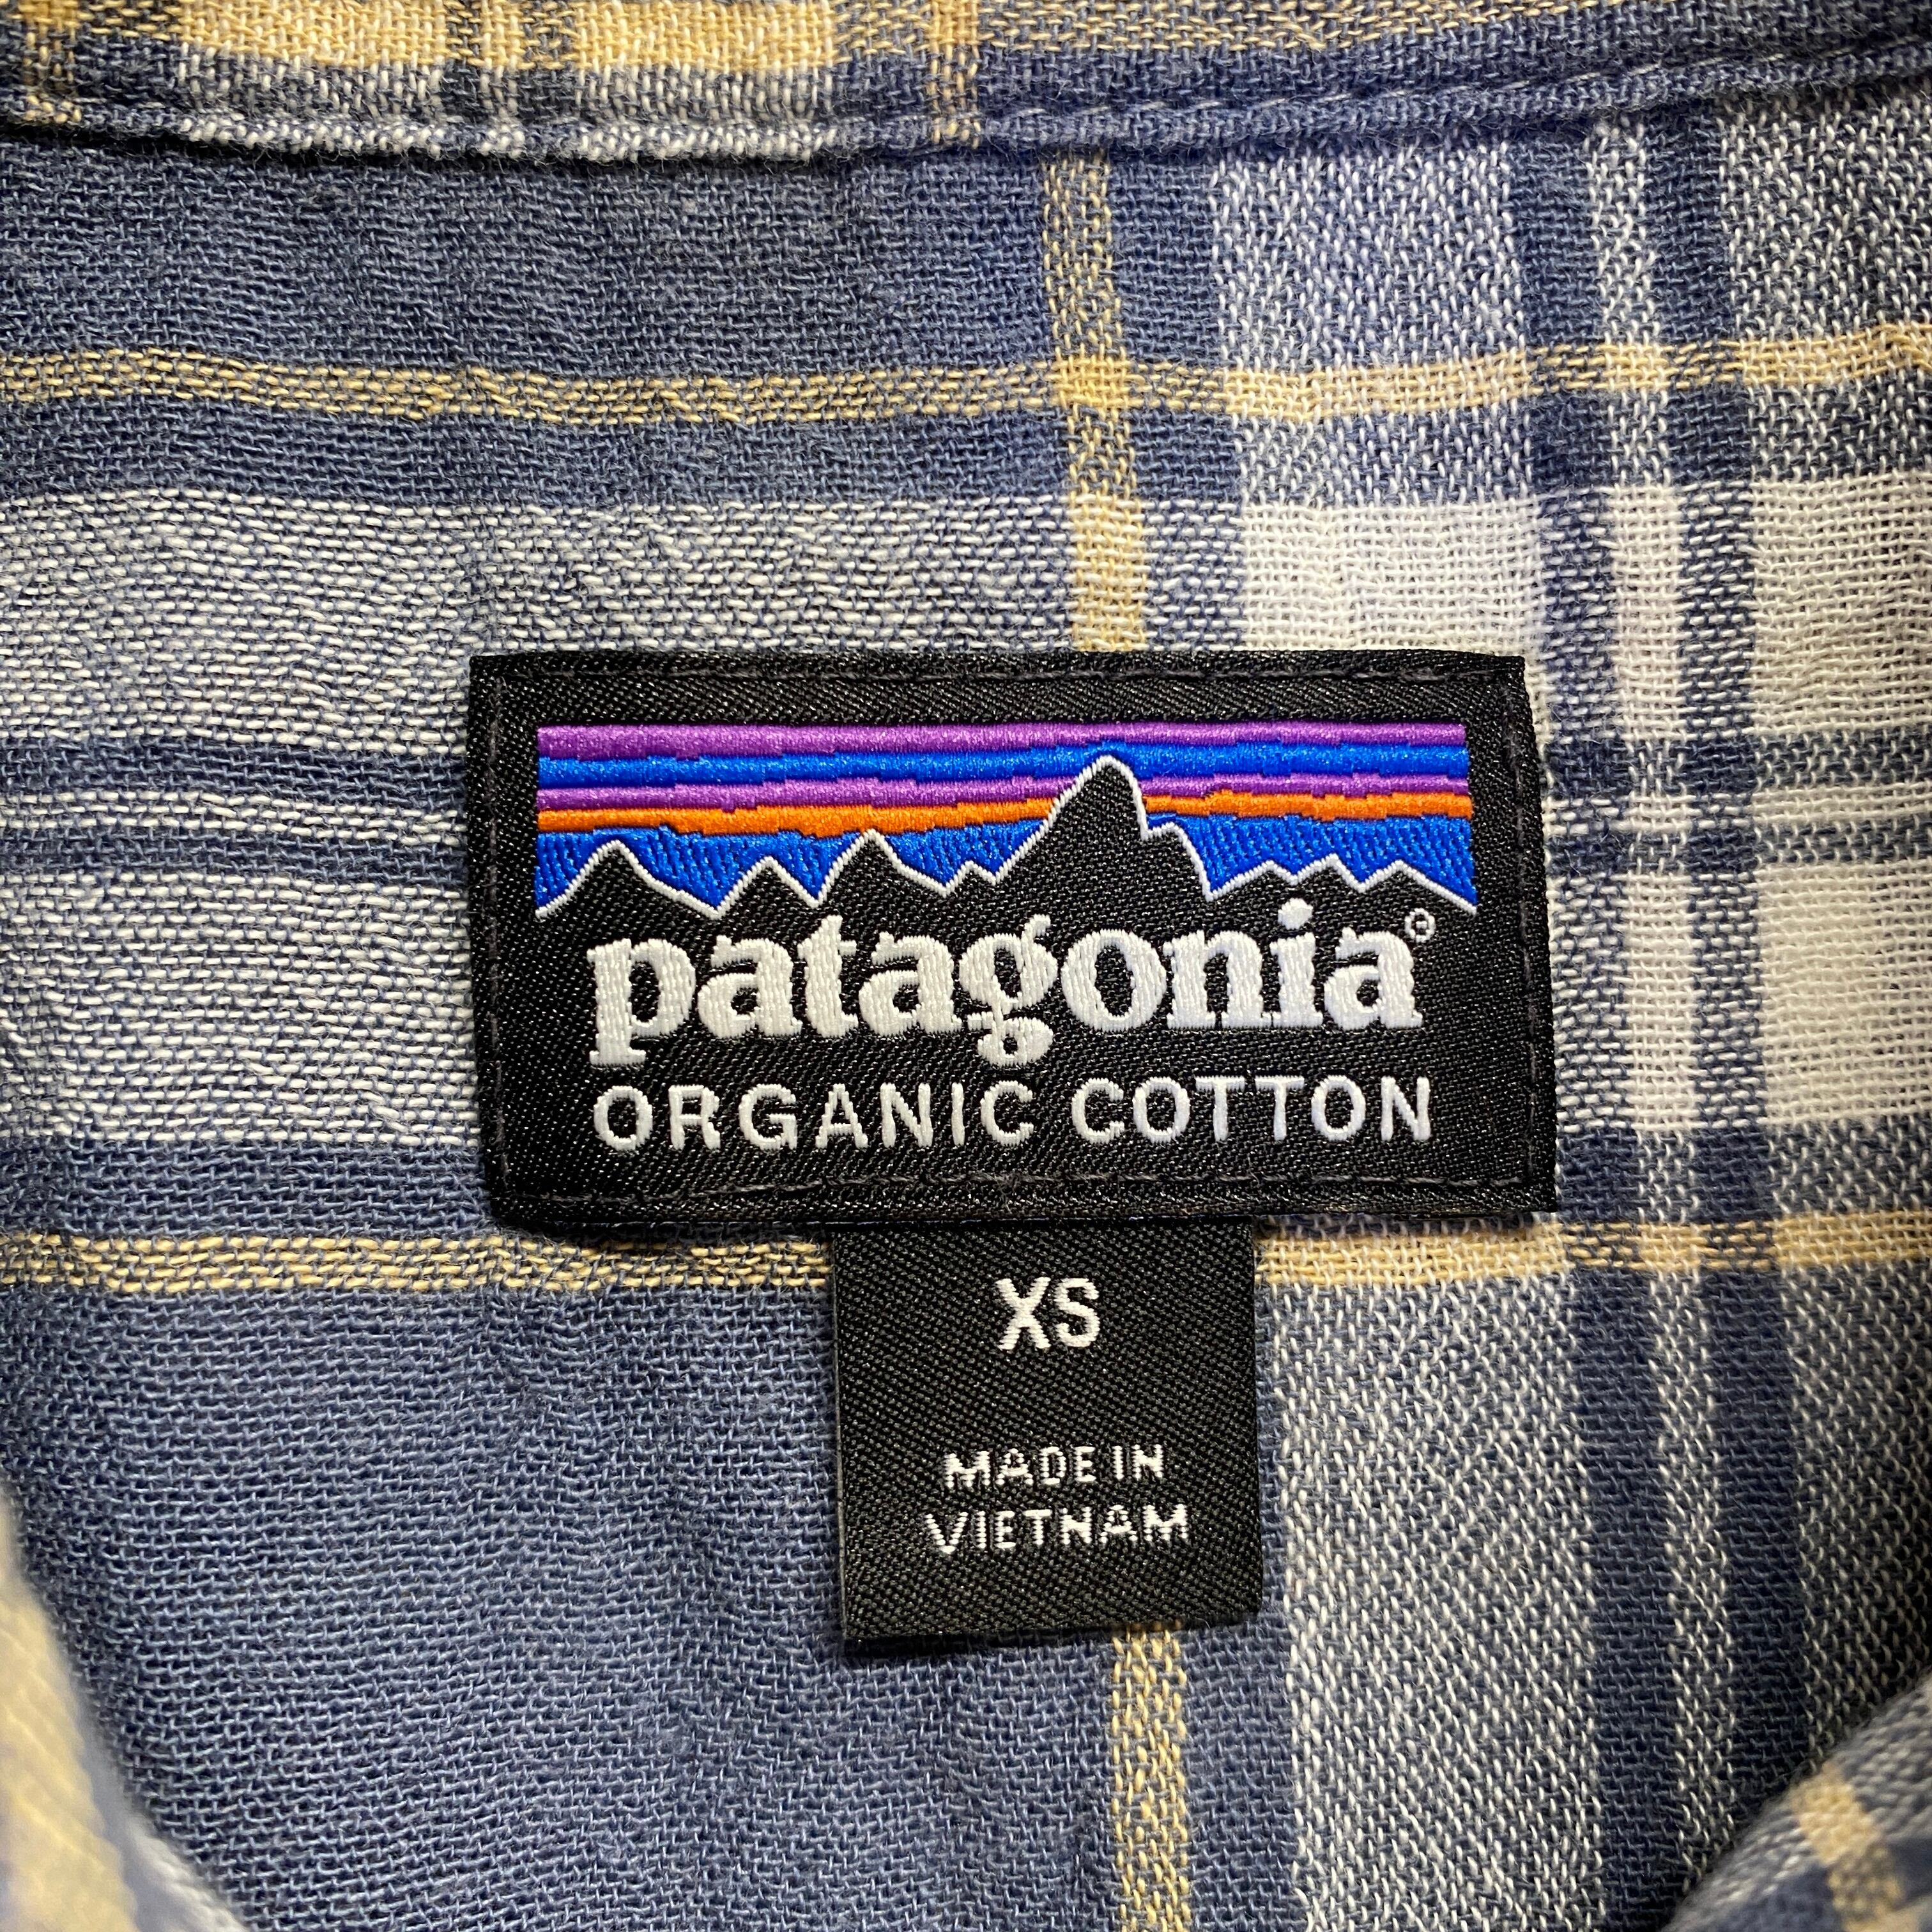 patagonia®
ORGANIC COTTON
XS
MADE IN
VIETNAM